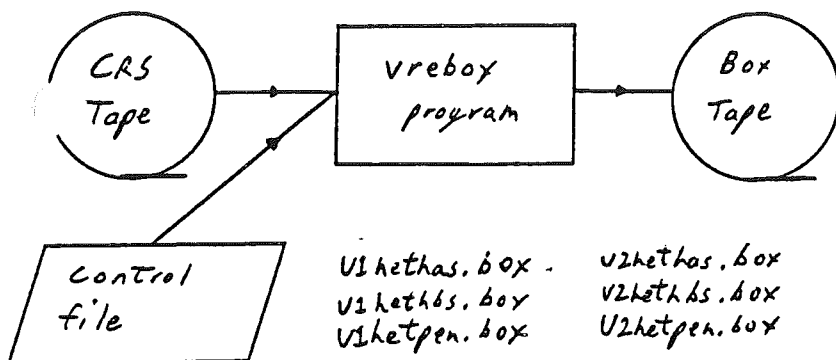 CRS
Tape
vrebox
program
Box
Tape
control
file
v1hethas.box
v1hethbs.box
v1hetpen.box
v2hethas.box
v2hethbs.box
v2hetpen.box